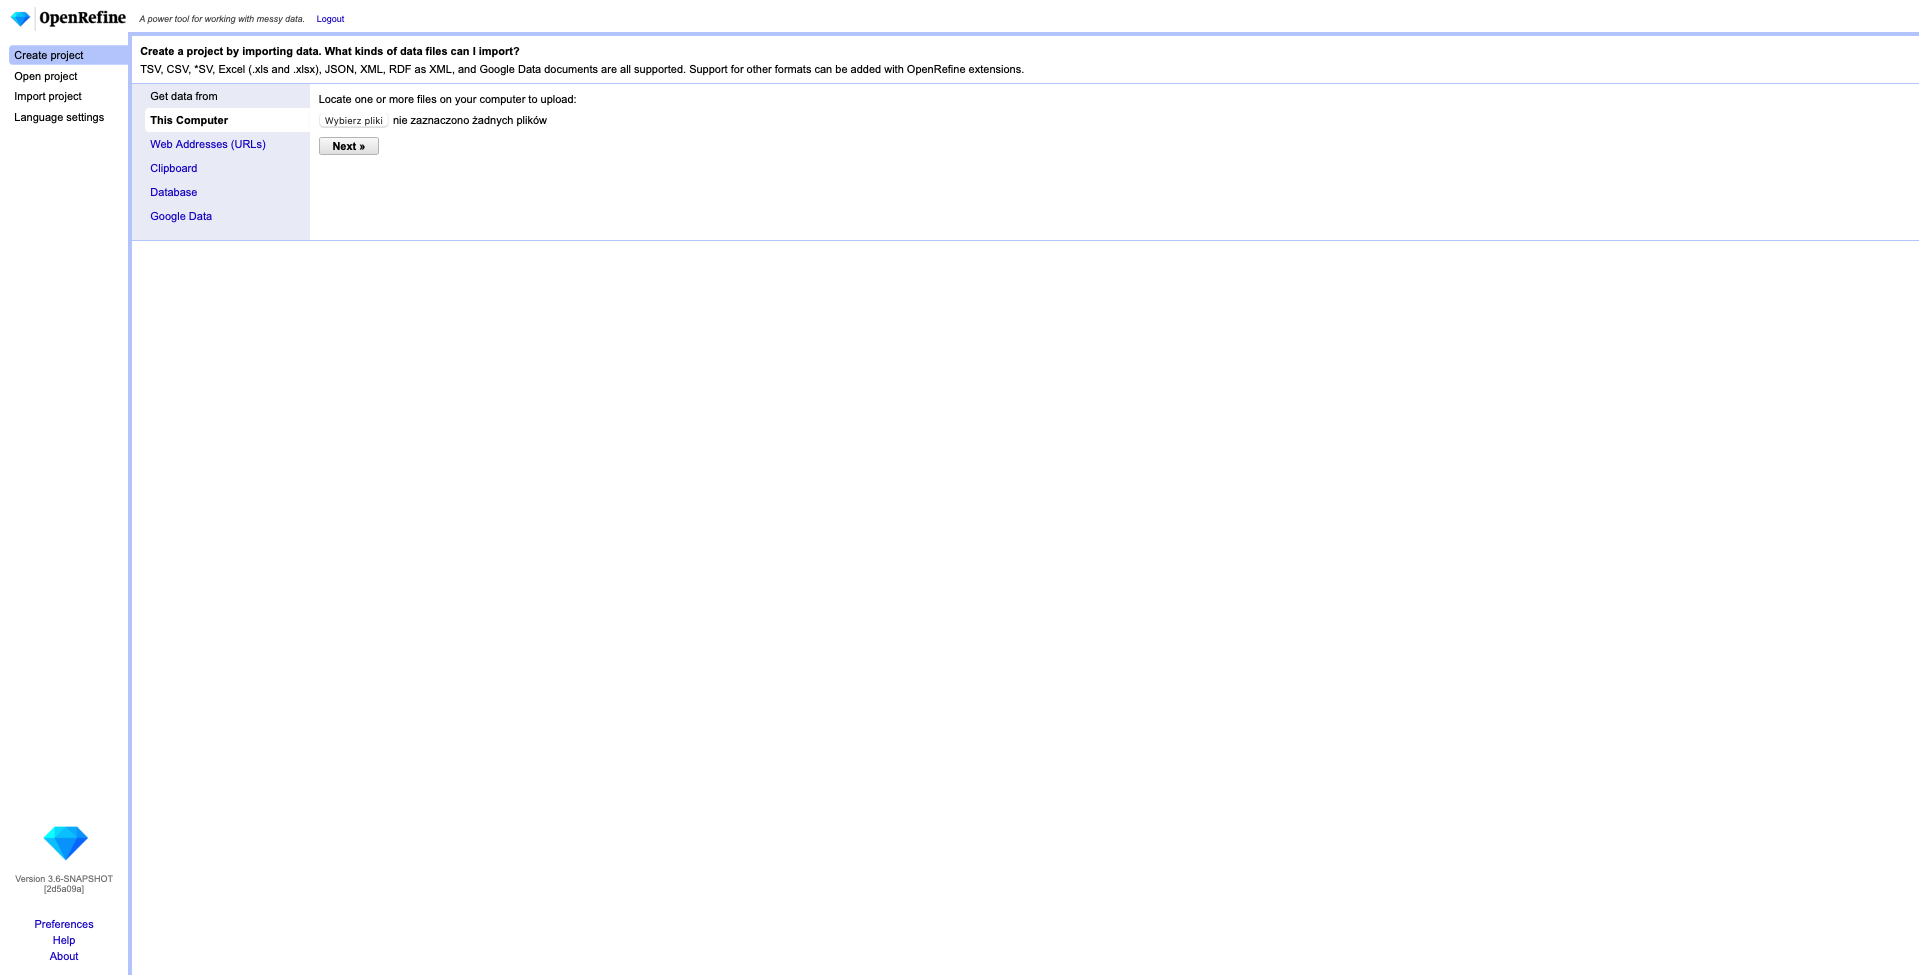 OpenRefine A power tool for working with messy data. Logout
Create project
Open project
Import project
Language settings
Create a project by importing data. What kinds of data files can I import?
TSV, CSV, *SV, Excel (.xls and .xlsx), JSON, XML, RDF as XML, and Google Data documents are all supported. Support for other formats can be added with OpenRefine extensions.
Get data from
This Computer
Web Addresses (URLs)
Clipboard
Database
Google Data
Locate one or more files on your computer to upload:
Wybierz pliki nie zaznaczono żadnych plików
Next »
Version 3.6-SNAPSHOT
[2d5a09a]
Preferences
Help
About